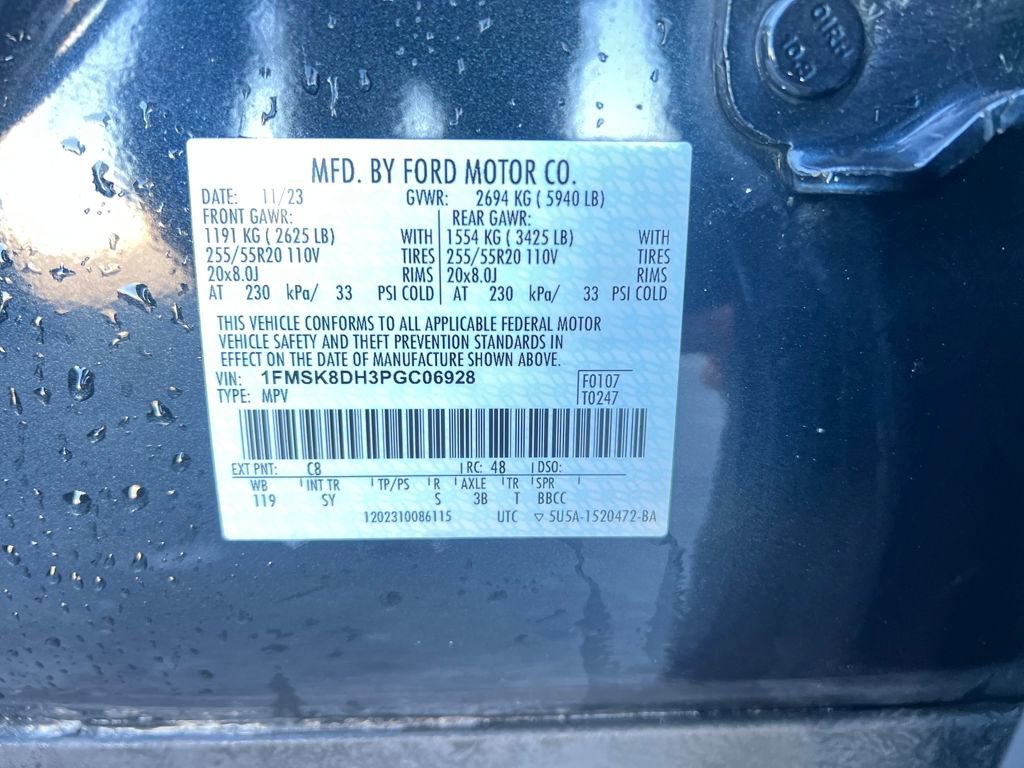 01RH
10.9
MFD. BY FORD MOTOR CO.
DATE: 11/23 GVWR: 2694 KG ( 5940 LB)
FRONT GAWR: REAR GAWR:
1191 KG ( 2625 LB) WITH 1554 KG ( 3425 LB) WITH
255/55R20 110V TIRES 255/55R20 110V TIRES
20x8.0J RIMS 20x8.0J RIMS
AT 230 kPa/ 33 PSI COLD AT 230 kPa/ 33 PSI COLD
THIS VEHICLE CONFORMS TO ALL APPLICABLE FEDERAL MOTOR
VEHICLE SAFETY AND THEFT PREVENTION STANDARDS IN
EFFECT ON THE DATE OF MANUFACTURE SHOWN ABOVE.
VIN: 1FMSK8DH3PGC06928 F0107
TYPE: MPV T0247
EXT PNT: C8 RC: 48 DSO:
WB INT TR TP/PS R AXLE TR SPR
119 SY S 3B T BBCC
1202310086115 UTC ▽ 5U5A-1520472-BA